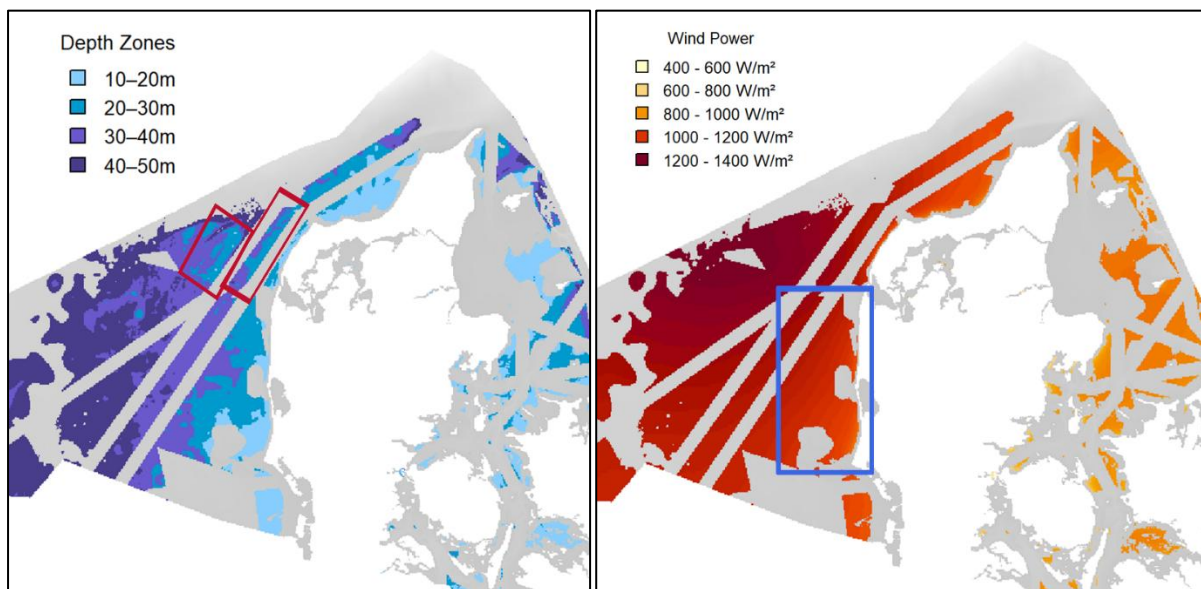 Depth Zones
10–20m
20–30m
30–40m
40–50m
Wind Power
400 - 600 W/m²
600 - 800 W/m²
800 - 1000 W/m²
1000 - 1200 W/m²
1200 - 1400 W/m²